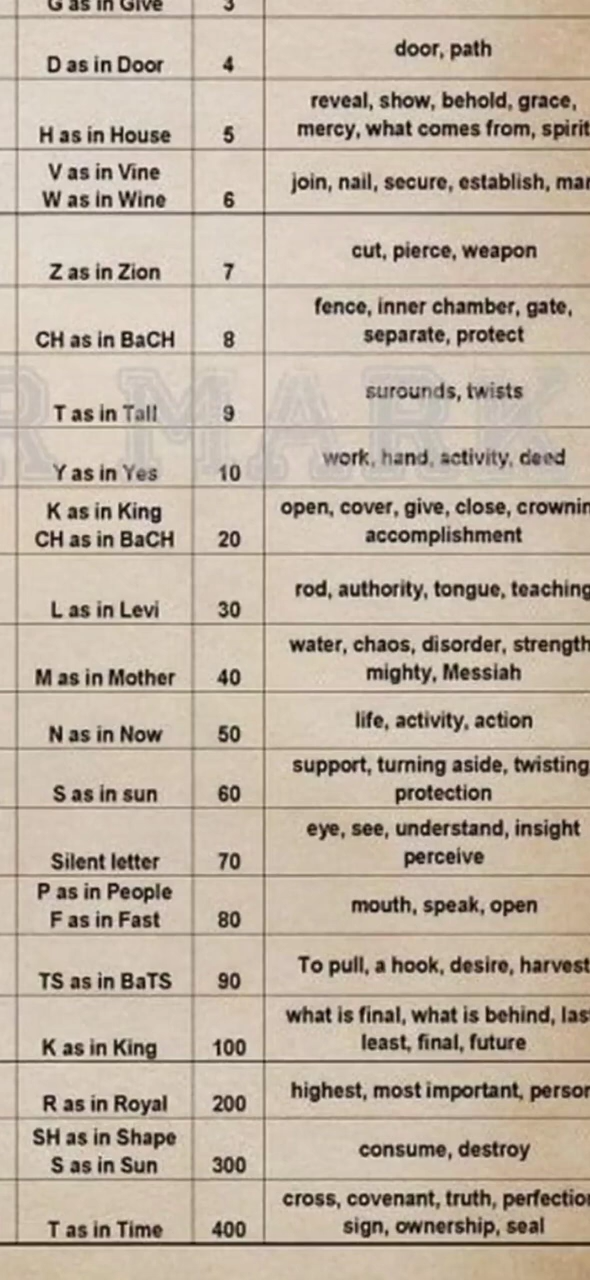 G as in Give 3
D as in Door 4 door, path
reveal, show, behold, grace,
H as in House 5 mercy, what comes from, spirit
V as in Vine
W as in Wine 6 join, nail, secure, establish,
Z as in Zion 7 cut, pierce, weapon
fence, inner chamber, gate,
CH as in BaCH 8 separate, protect
T as in Tall 9 surounds, twists
Y as in Yes 10 work, hand, activity, deed
K as in King open, cover, give, close,
CH as in BaCH 20 accomplishment
L as in Levi 30 rod, authority, tongue, teaching
water, chaos, disorder, strength
M as in Mother 40 mighty, Messiah
N as in Now 50 life, activity, action
support, turning aside, twisting
S as in sun 60 protection
eye, see, understand, insight
Silent letter 70 perceive
P as in People
F as in Fast 80 mouth, speak, open
TS as in BaTS 90 To pull, a hook, desire, harvest
what is final, what is behind,
K as in King 100 least, final, future
R as in Royal 200 highest, most important, person
SH as in Shape
S as in Sun 300 consume, destroy
cross, covenant, truth,
T as in Time 400 sign, ownership, seal
MARK